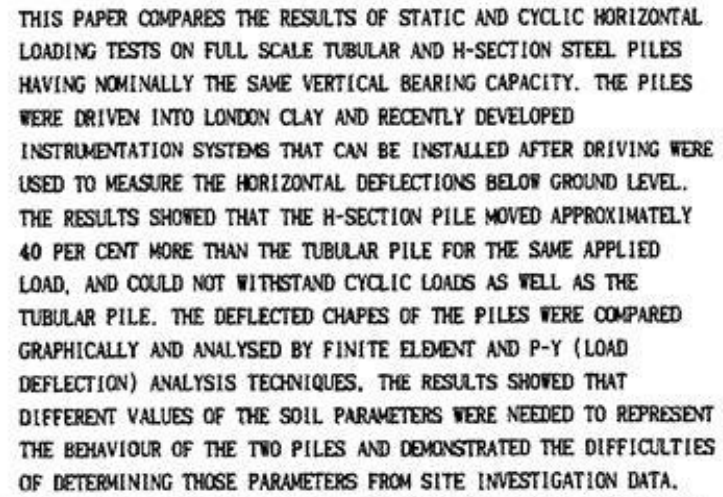 THIS PAPER COMPARES THE RESULTS OF STATIC AND CYCLIC HORIZONTAL
LOADING TESTS ON FULL SCALE TUBULAR AND H-SECTION STEEL PILES
HAVING NOMINALLY THE SAME VERTICAL BEARING CAPACITY. THE PILES
WERE DRIVEN INTO LONDON CLAY AND RECENTLY DEVELOPED
INSTRUMENTATION SYSTEMS THAT CAN BE INSTALLED AFTER DRIVING WERE
USED TO MEASURE THE HORIZONTAL DEFLECTIONS BELOW GROUND LEVEL.
THE RESULTS SHOWED THAT THE H-SECTION PILE MOVED APPROXIMATELY
40 PER CENT MORE THAN THE TUBULAR PILE FOR THE SAME APPLIED
LOAD, AND COULD NOT WITHSTAND CYCLIC LOADS AS WELL AS THE
TUBULAR PILE. THE DEFLECTED CHAPES OF THE PILES WERE COMPARED
GRAPHICALLY AND ANALYSED BY FINITE ELEMENT AND P-Y (LOAD
DEFLECTION) ANALYSIS TECHNIQUES. THE RESULTS SHOWED THAT
DIFFERENT VALUES OF THE SOIL PARAMETERS WERE NEEDED TO REPRESENT
THE BEHAVIOUR OF THE TWO PILES AND DEMONSTRATED THE DIFFICULTIES
OF DETERMINING THOSE PARAMETERS FROM SITE INVESTIGATION DATA.